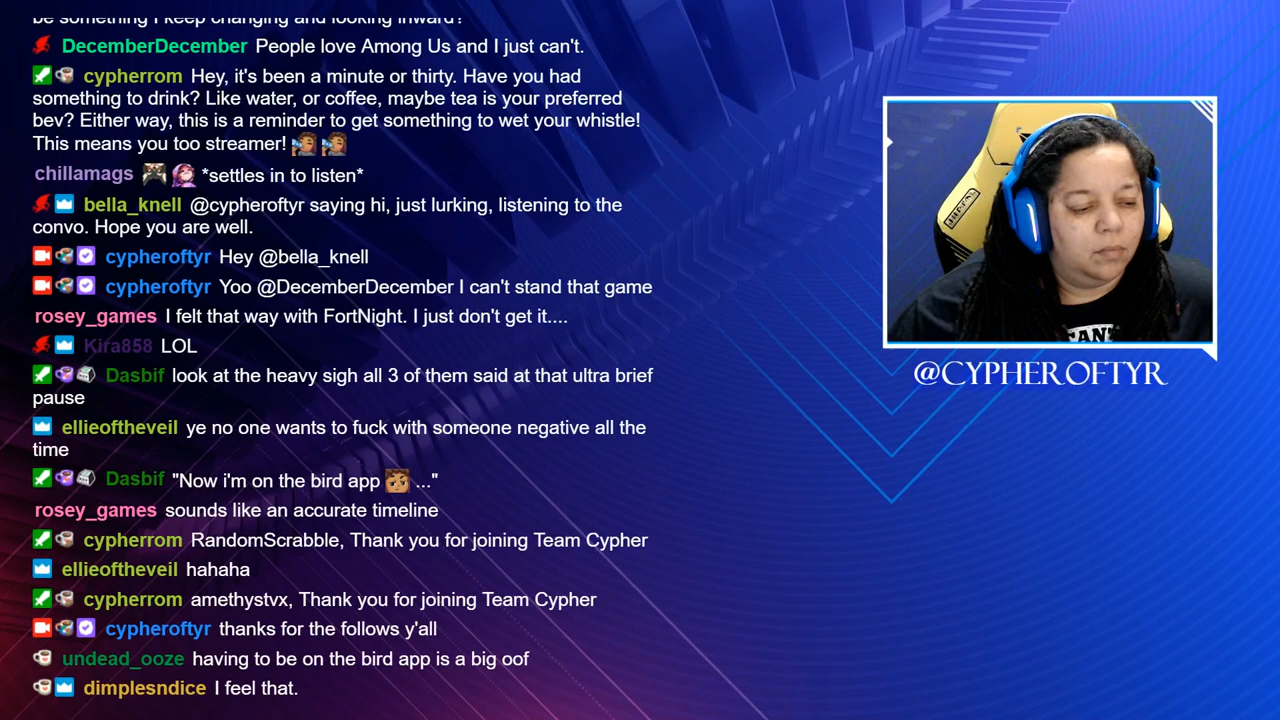 be something I keep changing and looking inward?
DecemberDecember People love Among Us and I just can't.
cypherrom Hey, it's been a minute or thirty. Have you had
something to drink? Like water, or coffee, maybe tea is your preferred
bev? Either way, this is a reminder to get something to wet your whistle!
This means you too streamer!
chillamags *settles in to listen*
bella_knell @cypheroftyr saying hi, just lurking, listening to the
convo. Hope you are well.
cypheroftyr Hey @bella_knell
cypheroftyr Yoo @DecemberDecember I can't stand that game
rosey_games I felt that way with FortNight. I just don't get it....
Kira858 LOL
Dasbif look at the heavy sigh all 3 of them said at that ultra brief
pause
ellieoftheveil ye no one wants to fuck with someone negative all the
time
Dasbif "Now i'm on the bird app ..."
rosey_games sounds like an accurate timeline
cypherrom RandomScrabble, Thank you for joining Team Cypher
ellieoftheveil hahaha
cypherrom amethystvx, Thank you for joining Team Cypher
cypheroftyr thanks for the follows y'all
undead_ooze having to be on the bird app is a big oof
dimplesndice I feel that.
@CYPHEROFTYR